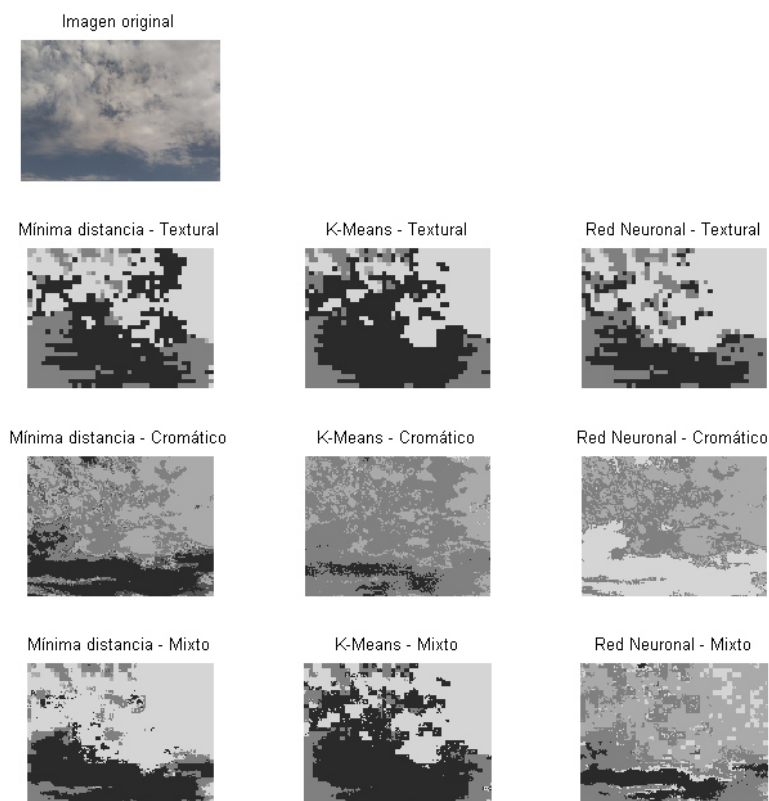 Imagen original
Mínima distancia - Textural
K-Means - Textural
Red Neuronal - Textural
Mínima distancia - Cromático
K-Means - Cromático
Red Neuronal - Cromático
Mínima distancia - Mixto
K-Means - Mixto
Red Neuronal - Mixto